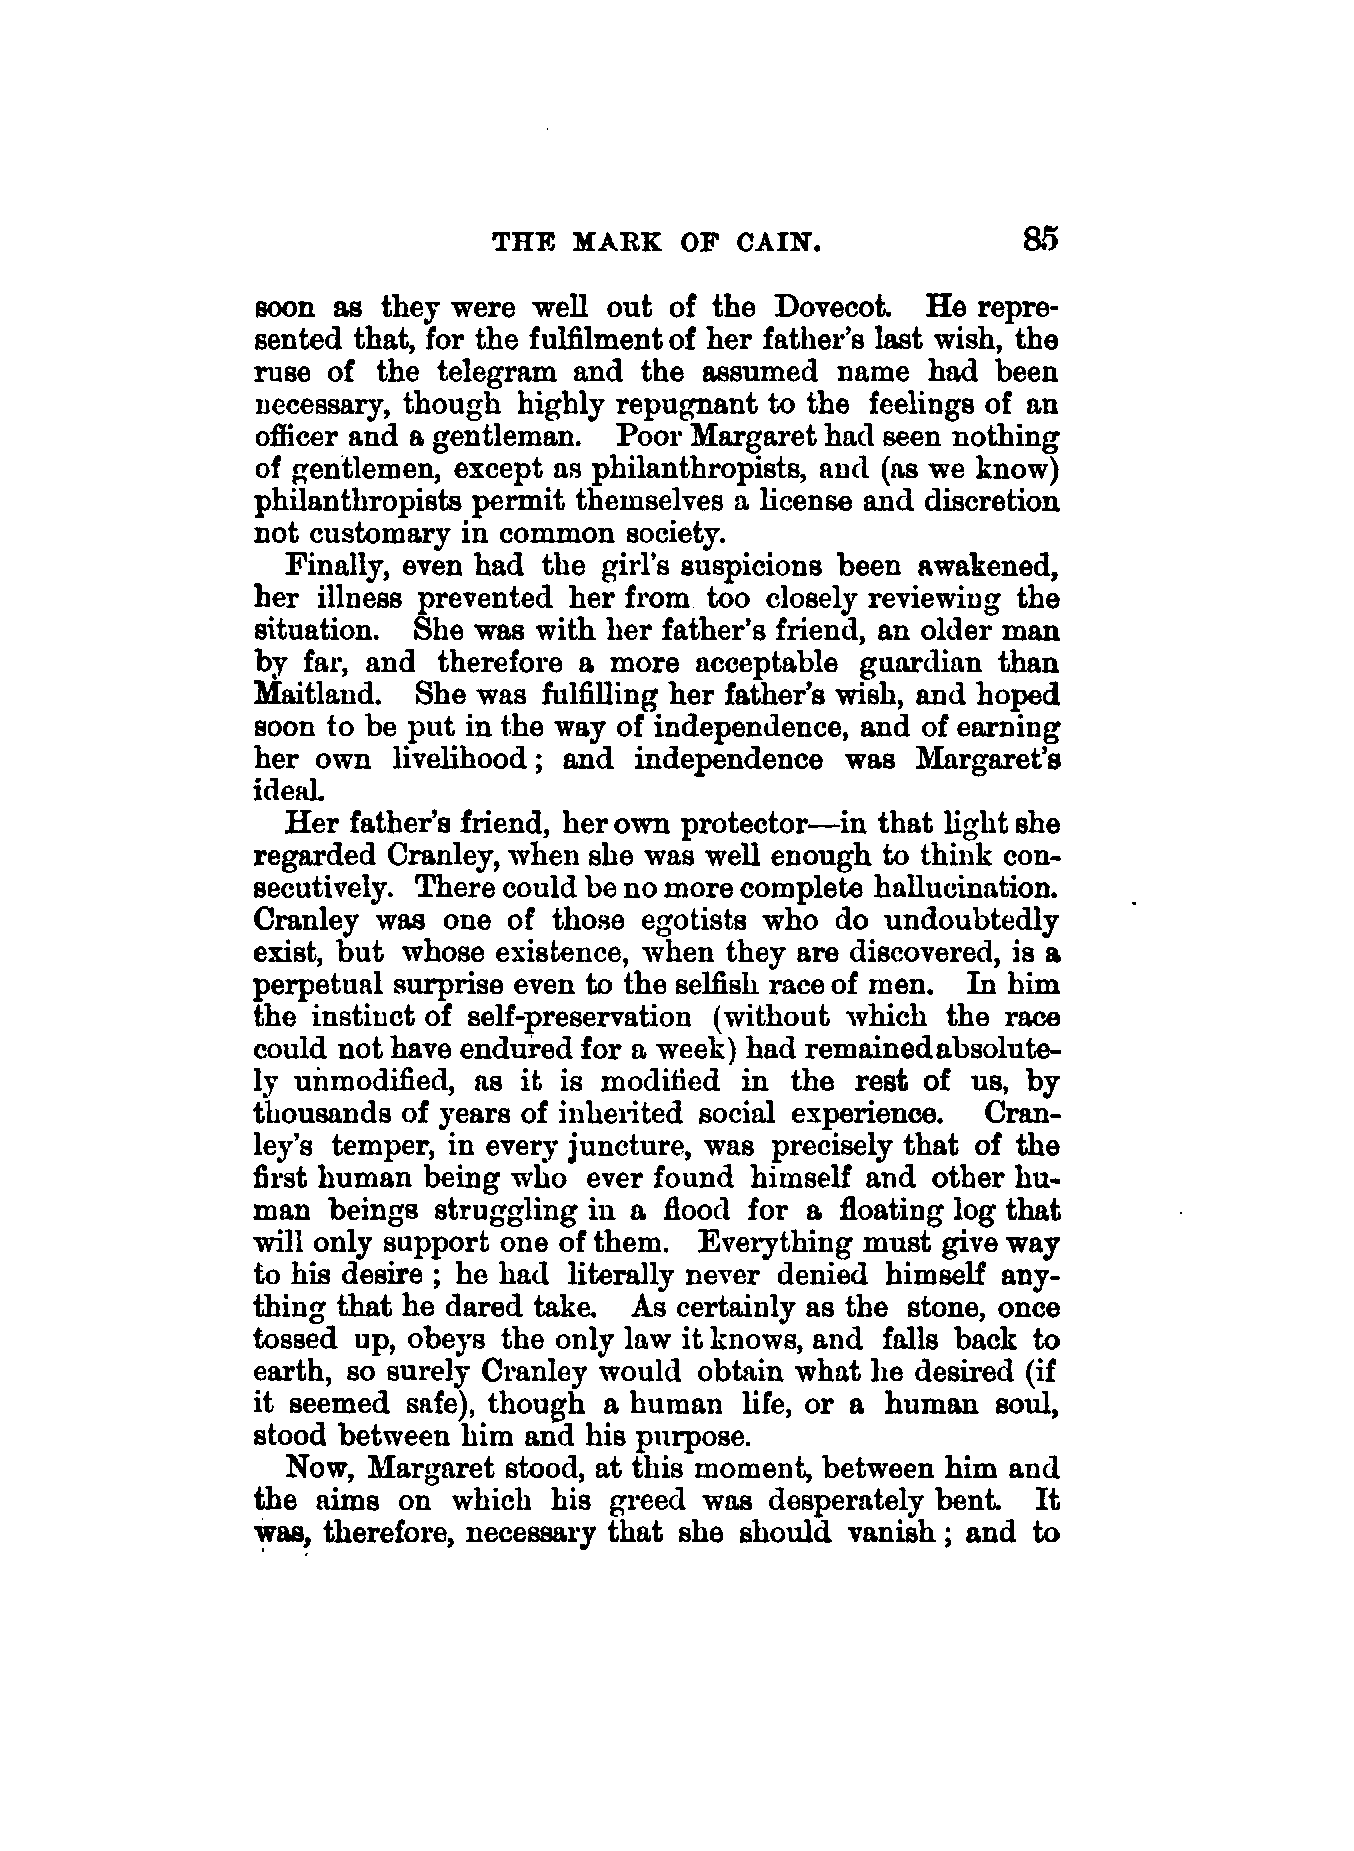 THE MARK OF CAIN. 85
soon as they were well out of the Dovecot. He repre-
sented that, for the fulfilment of her father's last wish, the
ruse of the telegram and the assumed name had been
necessary, though highly repugnant to the feelings of an
officer and a gentleman. Poor Margaret had seen nothing
of gentlemen, except as philanthropists, and (as we know)
philanthropists permit themselves a license and discretion
not customary in common society.
Finally, even had the girl's suspicions been awakened,
her illness prevented her from too closely reviewing the
situation. She was with her father's friend, an older man
by far, and therefore a more acceptable guardian than
Maitland. She was fulfilling her father's wish, and hoped
soon to be put in the way of independence, and of earning
her own livelihood; and independence was Margaret's
ideal.
Her father's friend, her own protector—in that light she
regarded Cranley, when she was well enough to think con-
secutively. There could be no more complete hallucination.
Cranley was one of those egotists who do undoubtedly
exist, but whose existence, when they are discovered, is a
perpetual surprise even to the selfish race of men. In him
the instinct of self-preservation (without which the race
could not have endured for a week) had remained absolute-
ly unmodified, as it is modified in the rest of us, by
thousands of years of inherited social experience. Cran-
ley's temper, in every juncture, was precisely that of the
first human being who ever found himself and other hu-
man beings struggling in a flood for a floating log that
will only support one of them. Everything must give way
to his desire; he had literally never denied himself any-
thing that he dared take. As certainly as the stone, once
tossed up, obeys the only law it knows, and falls back to
earth, so surely Cranley would obtain what he desired (if
it seemed safe), though a human life, or a human soul,
stood between him and his purpose.
Now, Margaret stood, at this moment, between him and
the aims on which his greed was desperately bent. It
was, therefore, necessary that she should vanish; and to